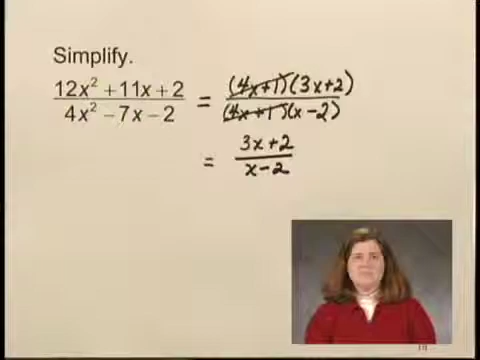 Simplify.
12x² + 11x + 2 / 4x² - 7x - 2 = (4x+1)(3x+2) / (4x+1)(x-2)
= 3x+2 / x-2